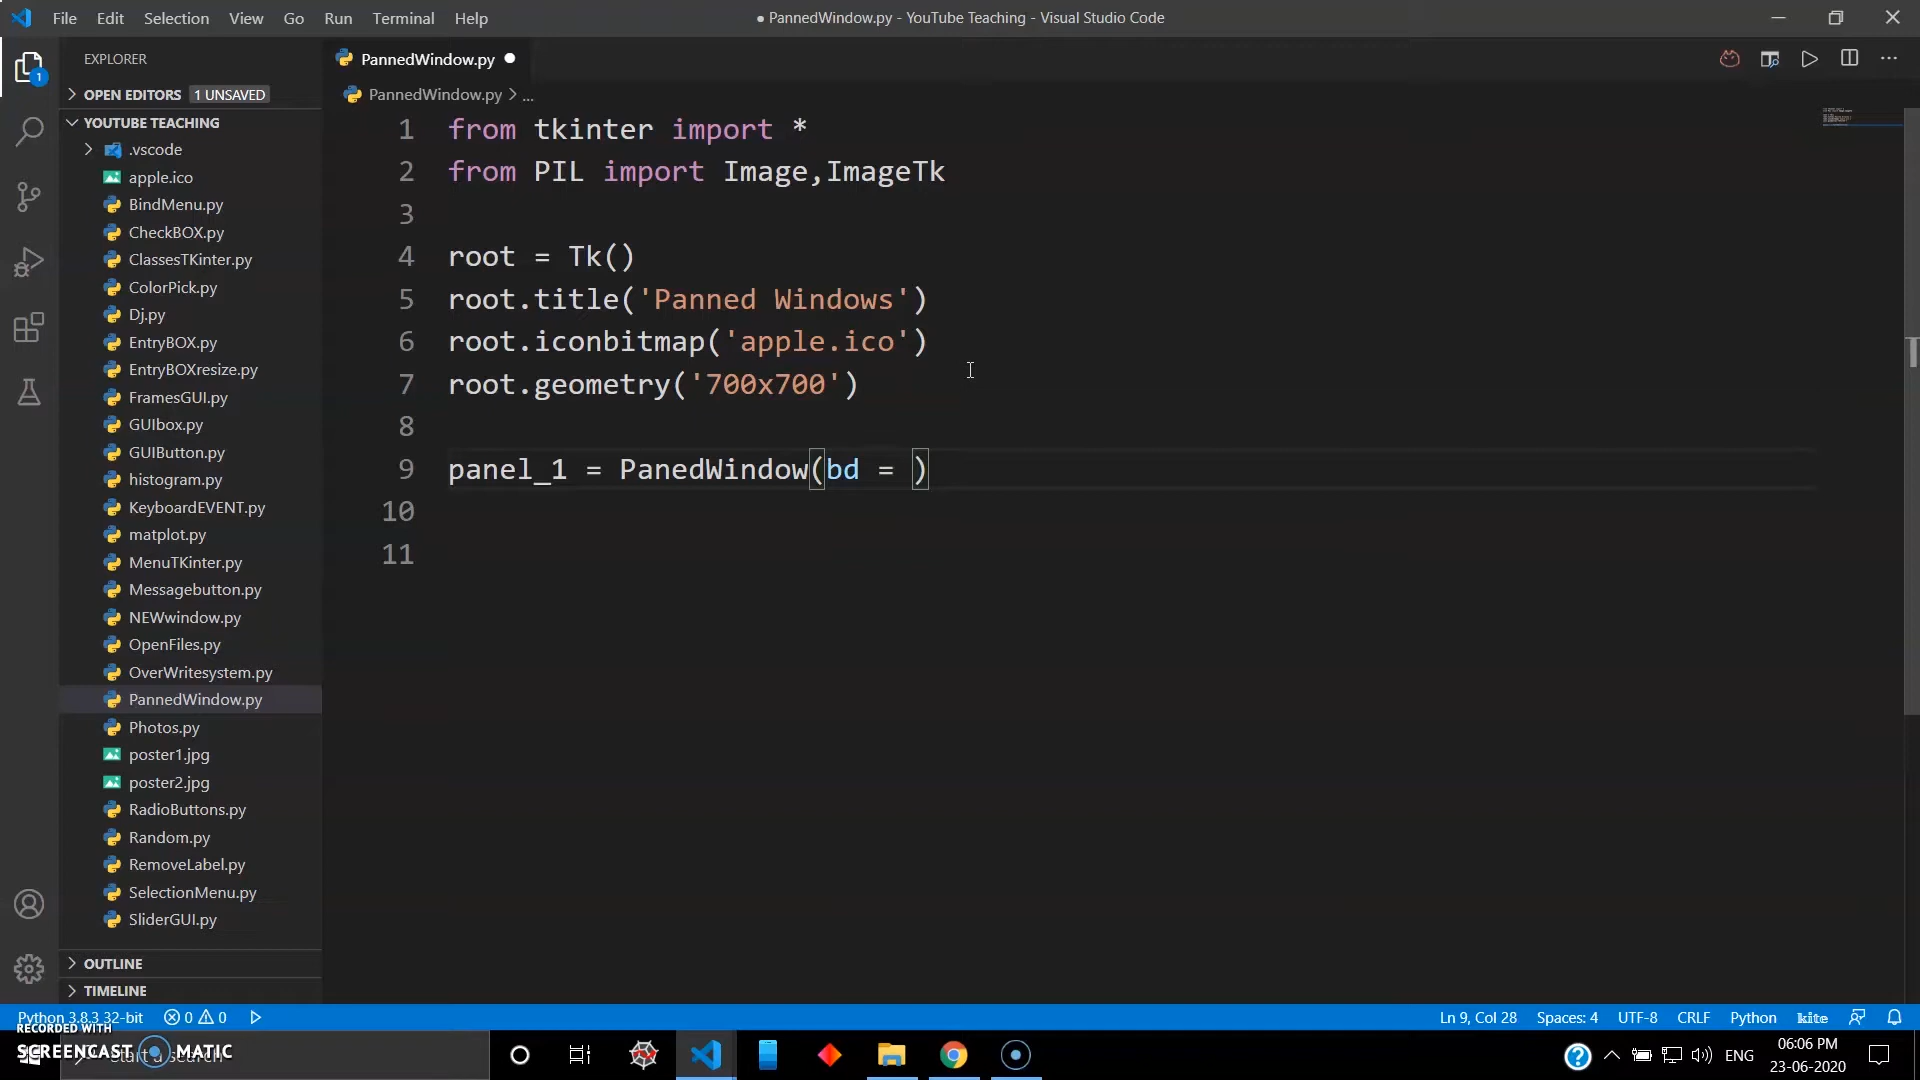 File Edit Selection View Go Run Terminal Help
● PannedWindow.py - YouTube Teaching - Visual Studio Code
EXPLORER
OPEN EDITORS 1 UNSAVED
YOUTUBE TEACHING
.vscode
apple.ico
BindMenu.py
CheckBOX.py
ClassesTKinter.py
ColorPick.py
Dj.py
EntryBOX.py
EntryBOXresize.py
FramesGUI.py
GUIbox.py
GUIButton.py
histogram.py
KeyboardEVENT.py
matplot.py
MenuTKinter.py
Messagebutton.py
NEWwindow.py
OpenFiles.py
OverWritesystem.py
PannedWindow.py
Photos.py
poster1.jpg
poster2.jpg
RadioButtons.py
Random.py
RemoveLabel.py
SelectionMenu.py
SliderGUI.py
OUTLINE
TIMELINE
1
PannedWindow.py ●
PannedWindow.py > ...
1 from tkinter import *
2 from PIL import Image,ImageTk
3
4 root = Tk()
5 root.title('Panned Windows')
6 root.iconbitmap('apple.ico')
7 root.geometry('700x700')
8
9 panel_1 = PanedWindow(bd = )
10
11
Python 3.8.3 32-bit 0 0
Ln 9, Col 28 Spaces: 4 UTF-8 CRLF Python kite
RECORDED WITH
SCREENCAST MATIC
ENG
06:06 PM
23-06-2020